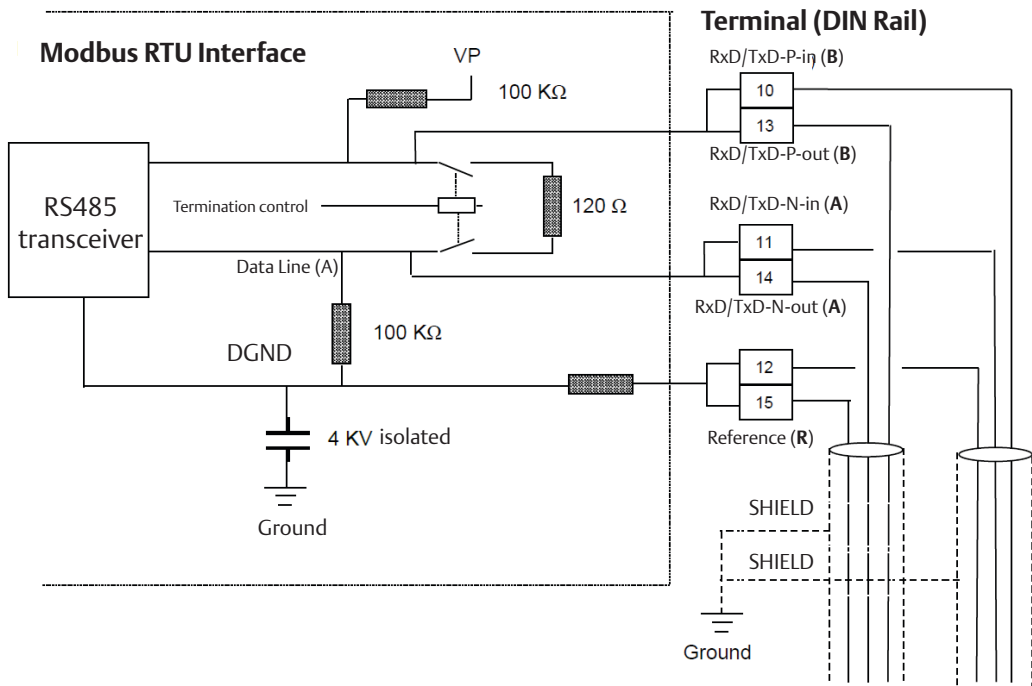 Terminal (DIN Rail)
Modbus RTU Interface
VP
100 KΩ
RxD/TxD-P-in (B)
10
13
RxD/TxD-P-out (B)
RS485
transceiver
Termination control
120 Ω
RxD/TxD-N-in (A)
11
14
RxD/TxD-N-out (A)
Data Line (A)
100 KΩ
DGND
12
15
Reference (R)
4 KV isolated
Ground
SHIELD
SHIELD
Ground